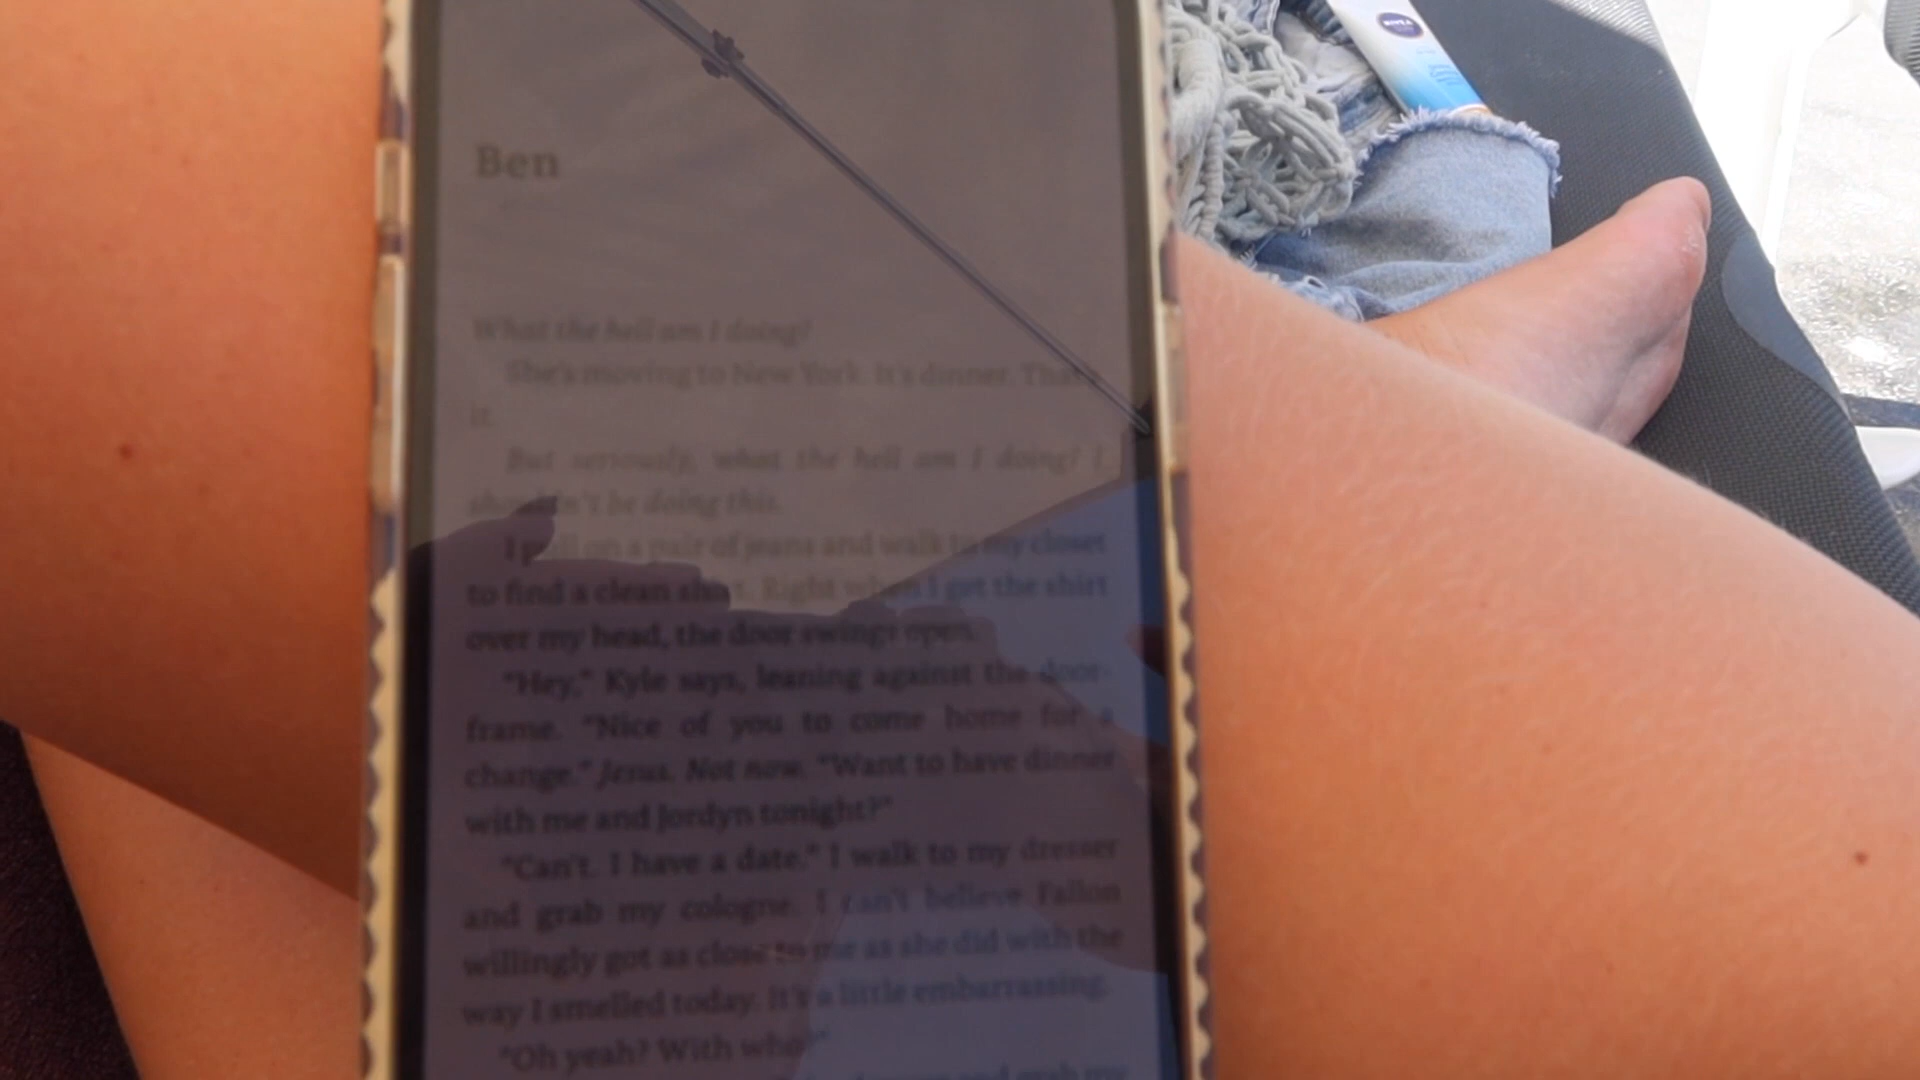 NIVEA
Ben
What the hell am I doing?
She's moving to New York. It's dinner. That's
it.
But seriously, what the hell am I doing? I
shouldn't be doing this.
I pull on a pair of jeans and walk to my closet
to find a clean shirt. Right when I get the shirt
over my head, the door swings open.
"Hey," Kyle says, leaning against the door-
frame. "Nice of you to come home for a
change." Jesus. Not now. "Want to have dinner
with me and Jordyn tonight?"
"Can't. I have a date." I walk to my dresser
and grab my cologne. I can't believe Fallon
willingly got as close to me as she did with the
way I smelled today. It's a little embarrassing.
"Oh yeah? With who?"
and grab my